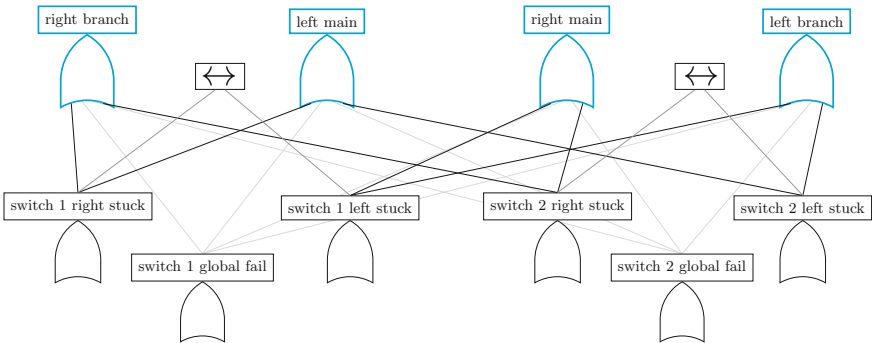 right branch
left main
right main
left branch
switch 1 right stuck
switch 1 left stuck
switch 2 right stuck
switch 2 left stuck
switch 1 global fail
switch 2 global fail